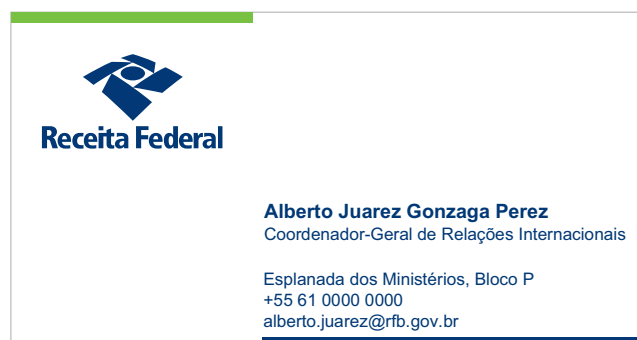 Receita Federal
Alberto Juarez Gonzaga Perez
Coordenador-Geral de Relações Internacionais
Esplanada dos Ministérios, Bloco P
+55 61 0000 0000
alberto.juarez@rfb.gov.br